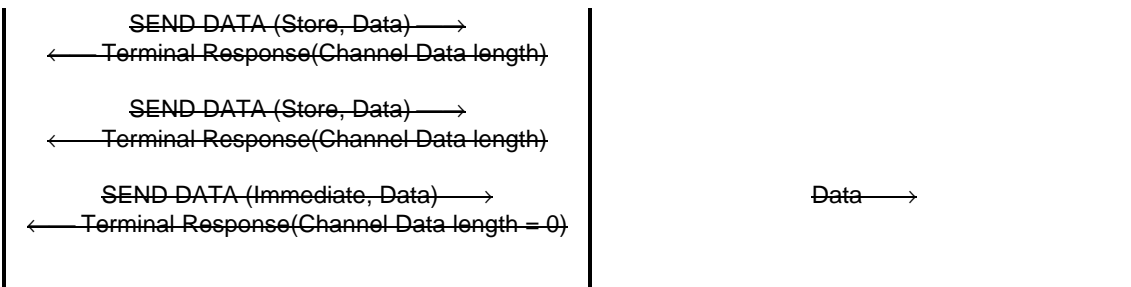 SEND DATA (Store, Data) ⟶
⟵ Terminal Response(Channel Data length)
SEND DATA (Store, Data) ⟶
⟵ Terminal Response(Channel Data length)
SEND DATA (Immediate, Data) ⟶ Data ⟶
⟵ Terminal Response(Channel Data length = 0)